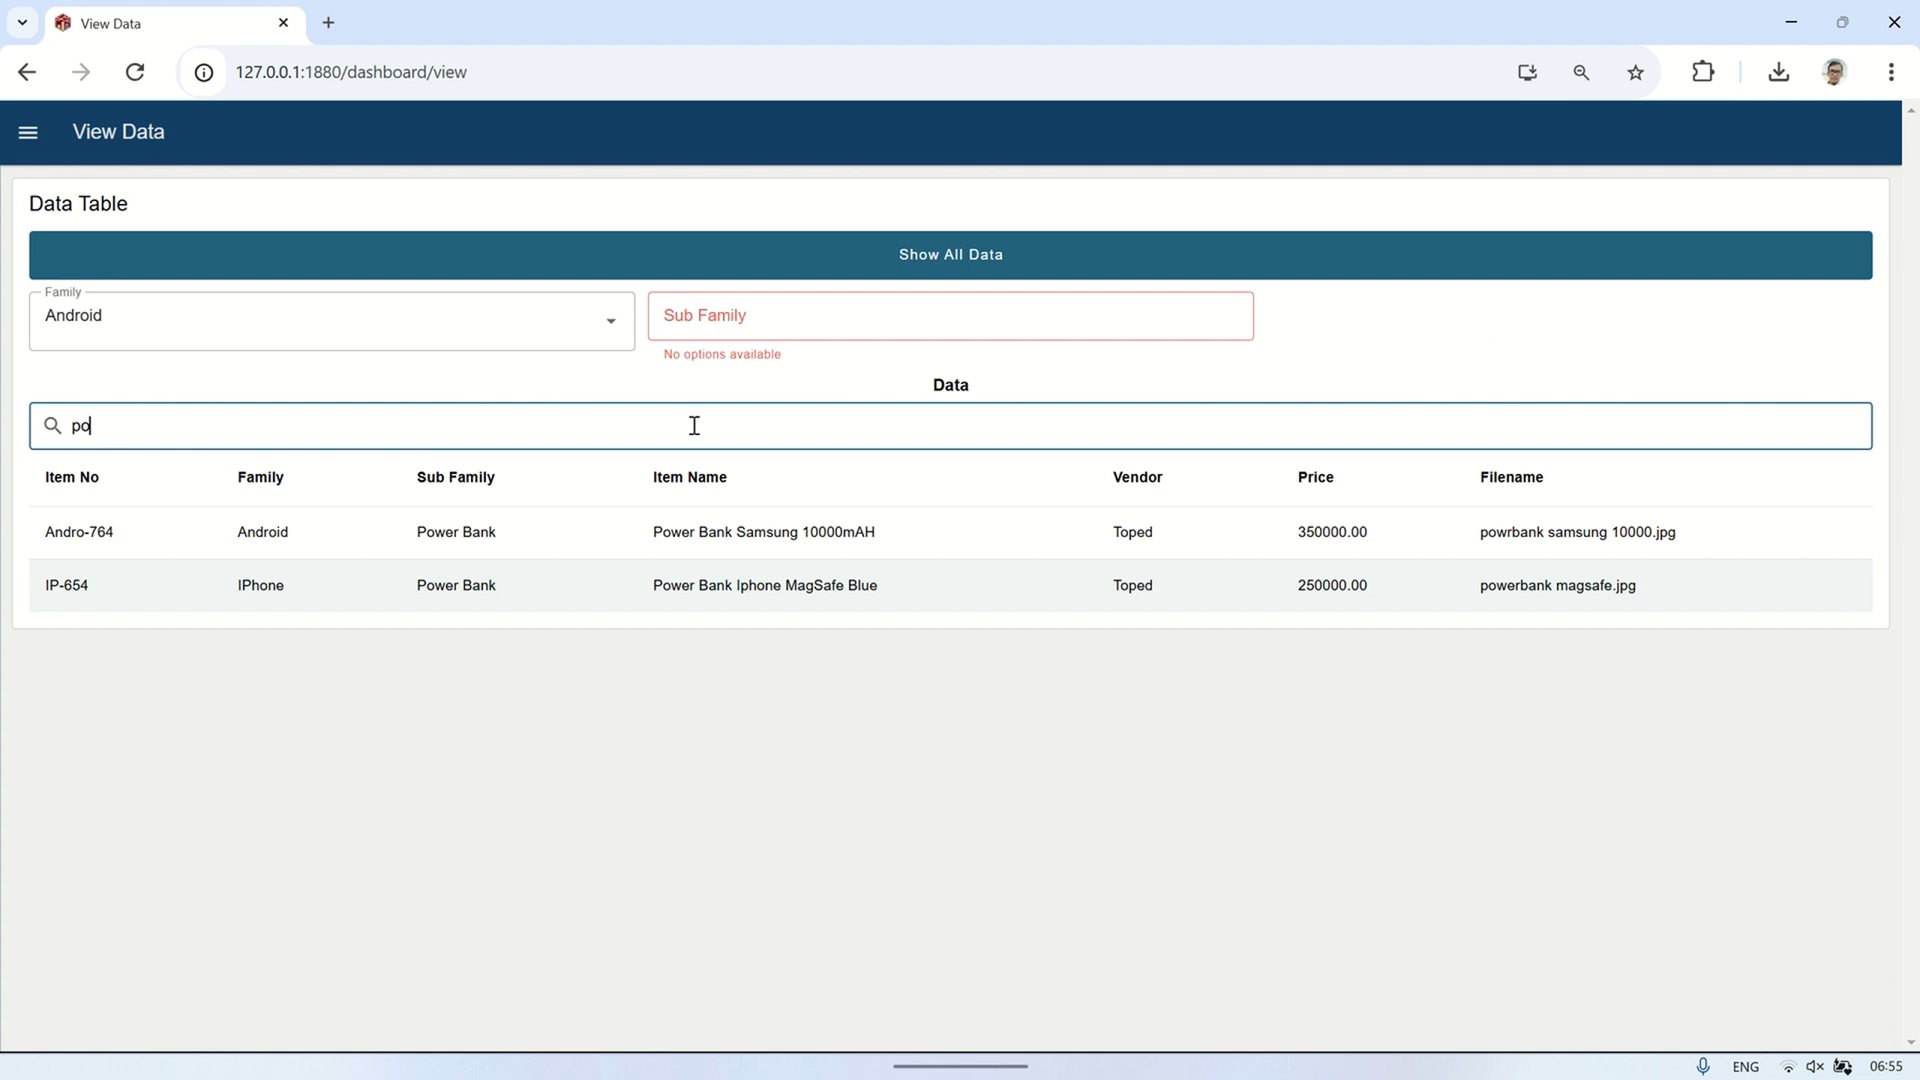 View Data
127.0.0.1:1880/dashboard/view
View Data
Data Table
Show All Data
Family
Android
Sub Family
No options available
Data
po
Item No Family Sub Family Item Name Vendor Price Filename
Andro-764 Android Power Bank Power Bank Samsung 10000mAH Toped 350000.00 powrbank samsung 10000.jpg
IP-654 IPhone Power Bank Power Bank Iphone MagSafe Blue Toped 250000.00 powerbank magsafe.jpg
ENG 06:55